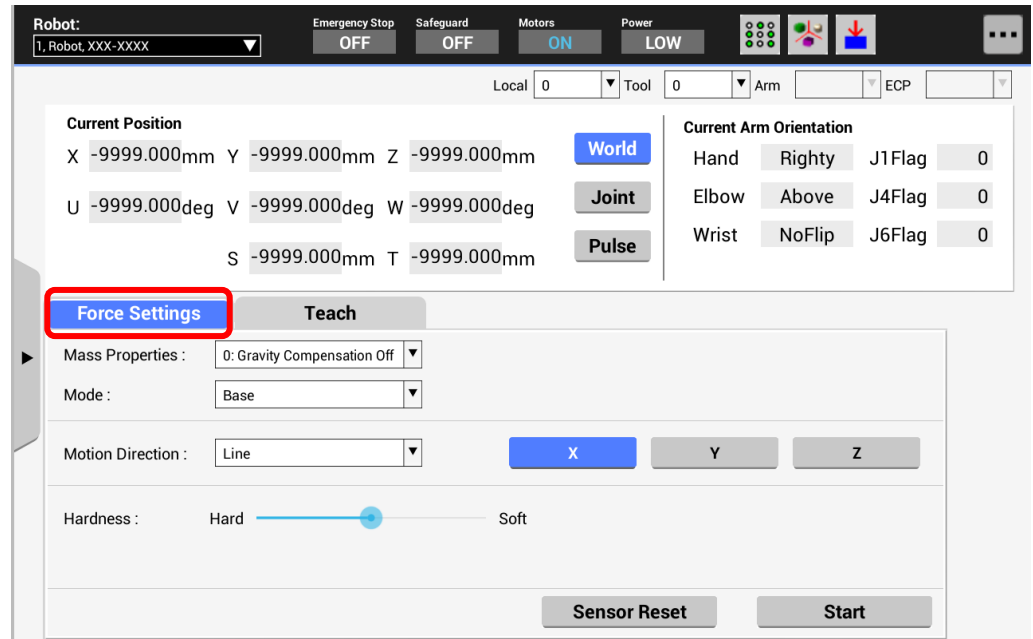 Robot:
1, Robot, XXX-XXXX
Emergency Stop
OFF
Safeguard
OFF
Motors
ON
Power
LOW
Local 0 Tool 0 Arm ECP
Current Position
X -9999.000mm Y -9999.000mm Z -9999.000mm
U -9999.000deg V -9999.000deg W -9999.000deg
S -9999.000mm T -9999.000mm
World
Joint
Pulse
Current Arm Orientation
Hand Righty J1Flag 0
Elbow Above J4Flag 0
Wrist NoFlip J6Flag 0
Force Settings Teach
Mass Properties : 0: Gravity Compensation Off
Mode : Base
Motion Direction : Line X Y Z
Hardness : Hard Soft
Sensor Reset Start